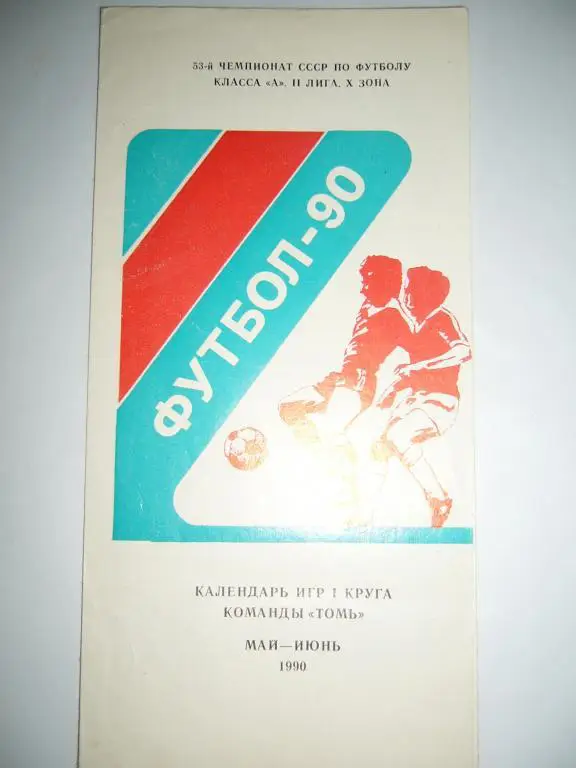 53-й ЧЕМПИОНАТ СССР ПО ФУТБОЛУ
КЛАССА «А», II ЛИГА, X ЗОНА
ФУТБОЛ-90
КАЛЕНДАРЬ ИГР I КРУГА
КОМАНДЫ «ТОМЬ»
МАЙ—ИЮНЬ
1990